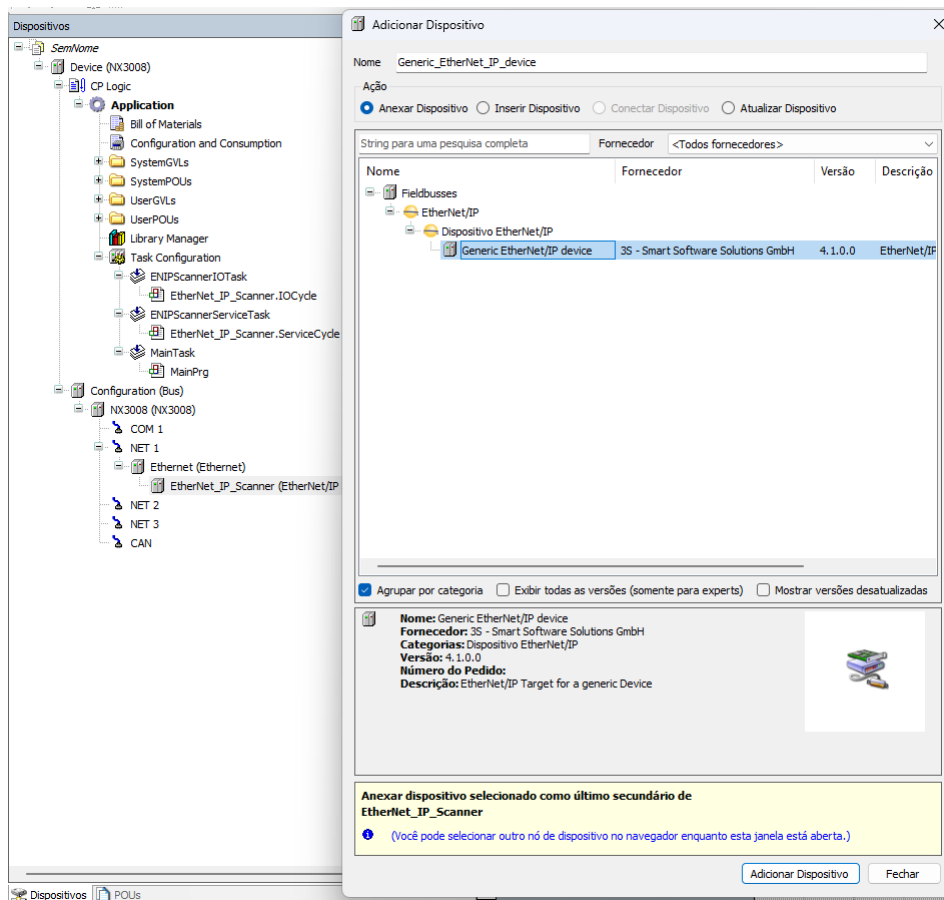 Dispositivos
SemNome
Device (NX3008)
CP Logic
Application
Bill of Materials
Configuration and Consumption
SystemGVLs
SystemPOUs
UserGVLs
UserPOUs
Library Manager
Task Configuration
ENIPScannerIOTask
EtherNet_IP_Scanner.IOCycle
ENIPScannerServiceTask
EtherNet_IP_Scanner.ServiceCycle
MainTask
MainPrg
Configuration (Bus)
NX3008 (NX3008)
COM 1
NET 1
Ethernet (Ethernet)
EtherNet_IP_Scanner (EtherNet/IP
NET 2
NET 3
CAN
Dispositivos POUs
Adicionar Dispositivo
Nome Generic_EtherNet_IP_device
Ação
Anexar Dispositivo Inserir Dispositivo Conectar Dispositivo Atualizar Dispositivo
String para uma pesquisa completa Fornecedor <Todos fornecedores>
Nome Fornecedor Versão Descrição
Fieldbusses
EtherNet/IP
Dispositivo EtherNet/IP
Generic EtherNet/IP device 3S - Smart Software Solutions GmbH 4.1.0.0 EtherNet/IP
Agrupar por categoria Exibir todas as versões (somente para experts) Mostrar versões desatualizadas
Nome: Generic EtherNet/IP device
Fornecedor: 3S - Smart Software Solutions GmbH
Categorias: Dispositivo EtherNet/IP
Versão: 4.1.0.0
Número do Pedido:
Descrição: EtherNet/IP Target for a generic Device
Anexar dispositivo selecionado como último secundário de
EtherNet_IP_Scanner
(Você pode selecionar outro nó de dispositivo no navegador enquanto esta janela está aberta.)
Adicionar Dispositivo Fechar